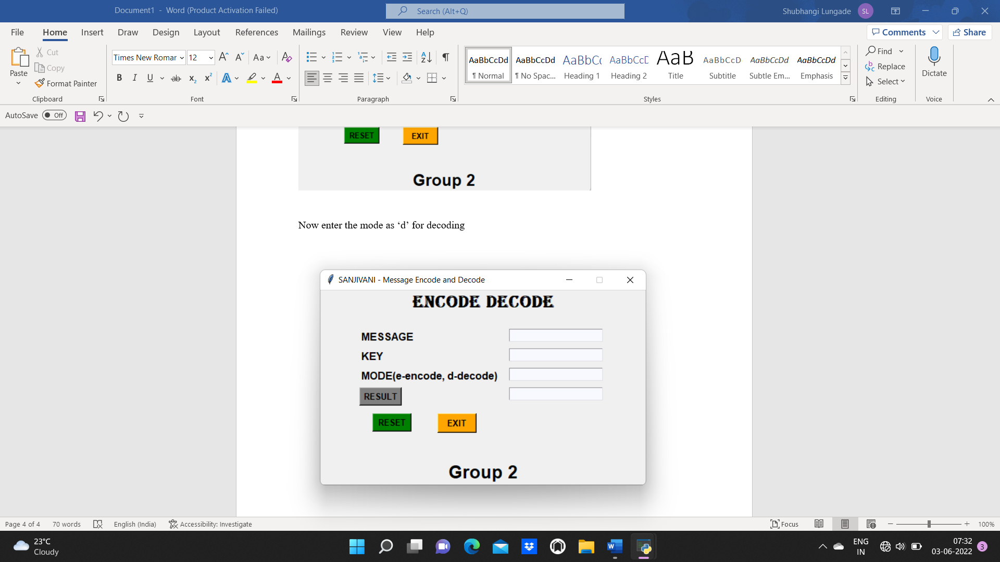 Document1 - Word (Product Activation Failed)
Search (Alt+Q)
Shubhangi Lungade
SL
File Home Insert Draw Design Layout References Mailings Review View Help
Comments
Share
Paste
Cut
Copy
Format Painter
Clipboard
Times New Romar 12
Font
Paragraph
AaBbCcDd AaBbCcDd AaBbCc AaBbCcE AaB AaBbCcD AaBbCcDd AaBbCcDd
¶ Normal ¶ No Spac... Heading 1 Heading 2 Title Subtitle Subtle Em... Emphasis
Styles
Find
Replace
Select
Editing
Dictate
Voice
AutoSave Off
RESET EXIT
Group 2
Now enter the mode as ‘d’ for decoding
SANJIVANI - Message Encode and Decode
ENCODE DECODE
MESSAGE
KEY
MODE(e-encode, d-decode)
RESULT
RESET EXIT
Group 2
Page 4 of 4 70 words English (India) Accessibility: Investigate
Focus
100%
23°C
Cloudy
ENG
IN
07:32
03-06-2022
3